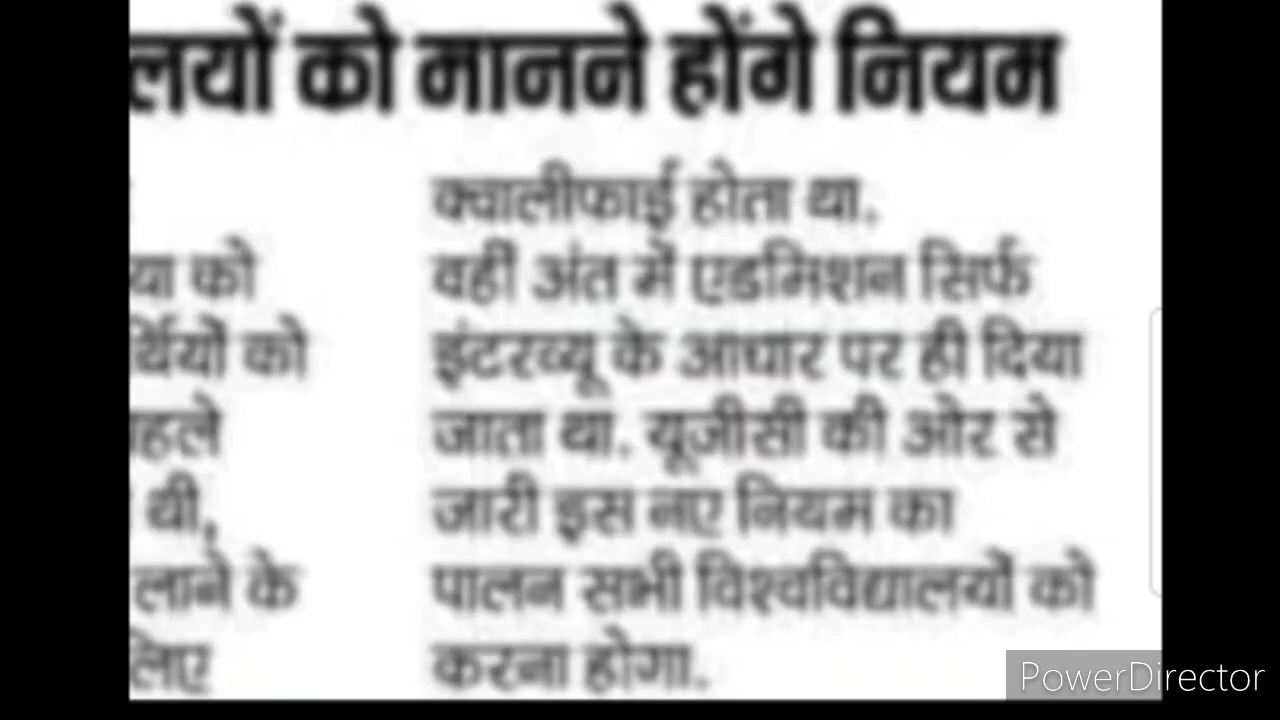 लयों को मानने होंगे नियम
या को
र्थियों को
हले
थी,
लाने के
लिए
क्वालीफाई होता था.
वहीं अंत में एडमिशन सिर्फ
इंटरव्यू के आधार पर ही दिया
जाता था. यूजीसी की ओर से
जारी इस नए नियम का
पालन सभी विश्वविद्यालयों को
करना होगा.
PowerDirector